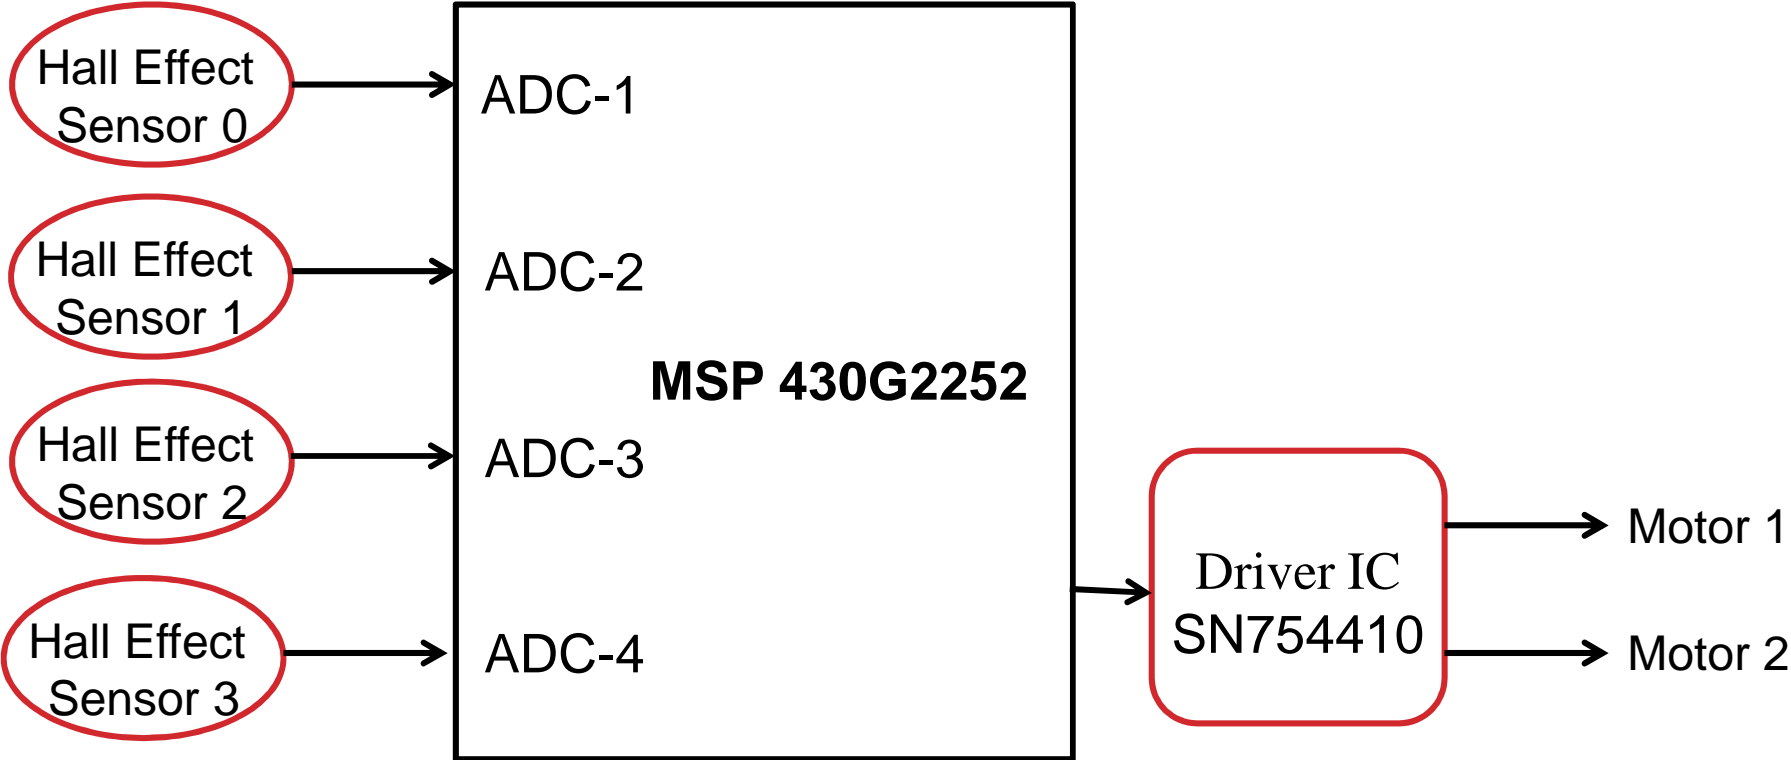 Hall Effect
Sensor 0
ADC-1
Hall Effect
Sensor 1
ADC-2
MSP 430G2252
Hall Effect
Sensor 2
ADC-3
Hall Effect
Sensor 3
ADC-4
Driver IC
SN754410
Motor 1
Motor 2